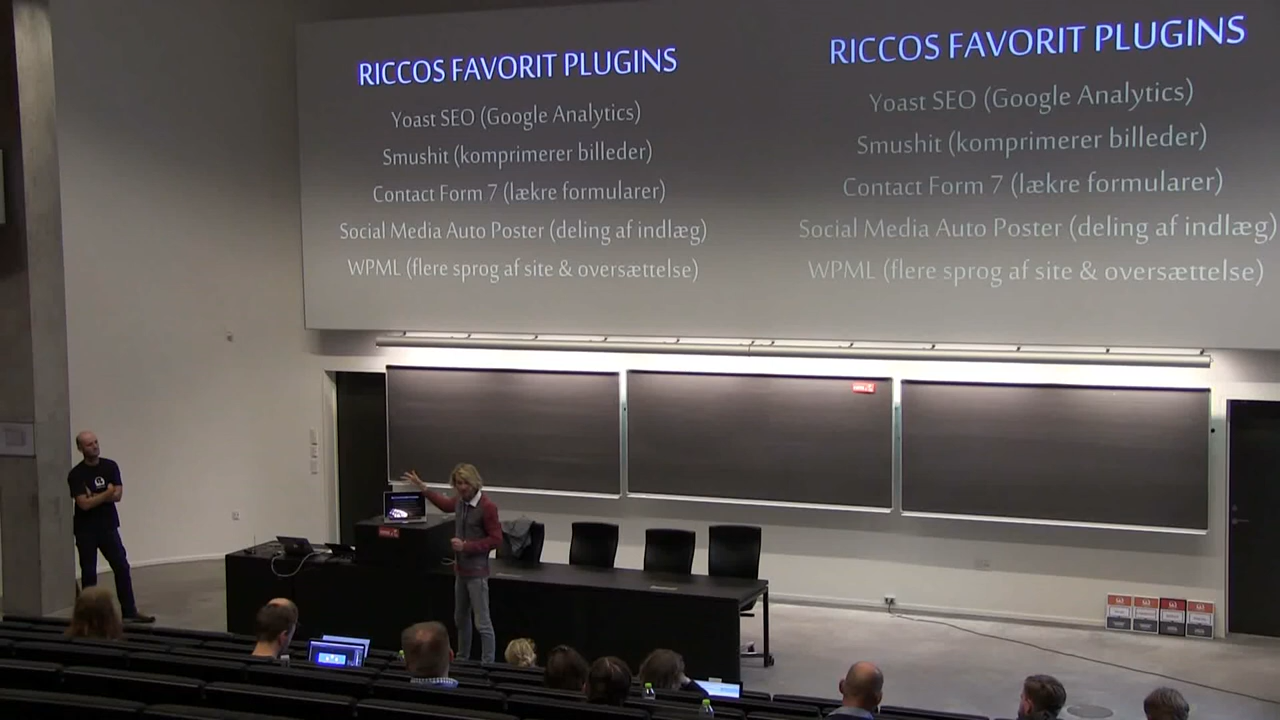 RICCOS FAVORIT PLUGINS
Yoast SEO (Google Analytics)
Smushit (komprimerer billeder)
Contact Form 7 (lækre formularer)
Social Media Auto Poster (deling af indlæg)
WPML (flere sprog af site & oversættelse)
RICCOS FAVORIT PLUGINS
Yoast SEO (Google Analytics)
Smushit (komprimerer billeder)
Contact Form 7 (lækre formularer)
Social Media Auto Poster (deling af indlæg)
WPML (flere sprog af site & oversættelse)